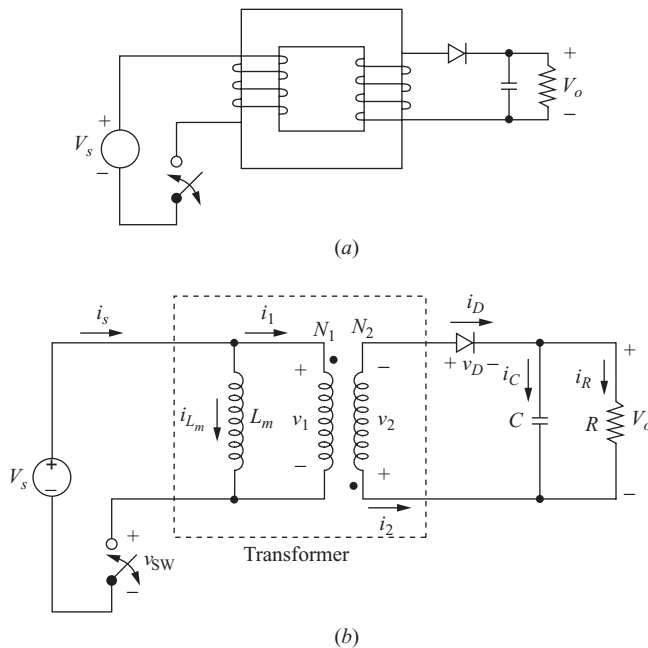 +
V_s
−
+
V_o
−
(a)
i_s
i_1
N_1
N_2
i_D
+ v_D −
i_{L_m}
L_m
+
v_1
−
−
v_2
+
i_C
C
i_R
R
+
V_o
−
V_s
+
−
+
v_SW
−
i_2
Transformer
(b)